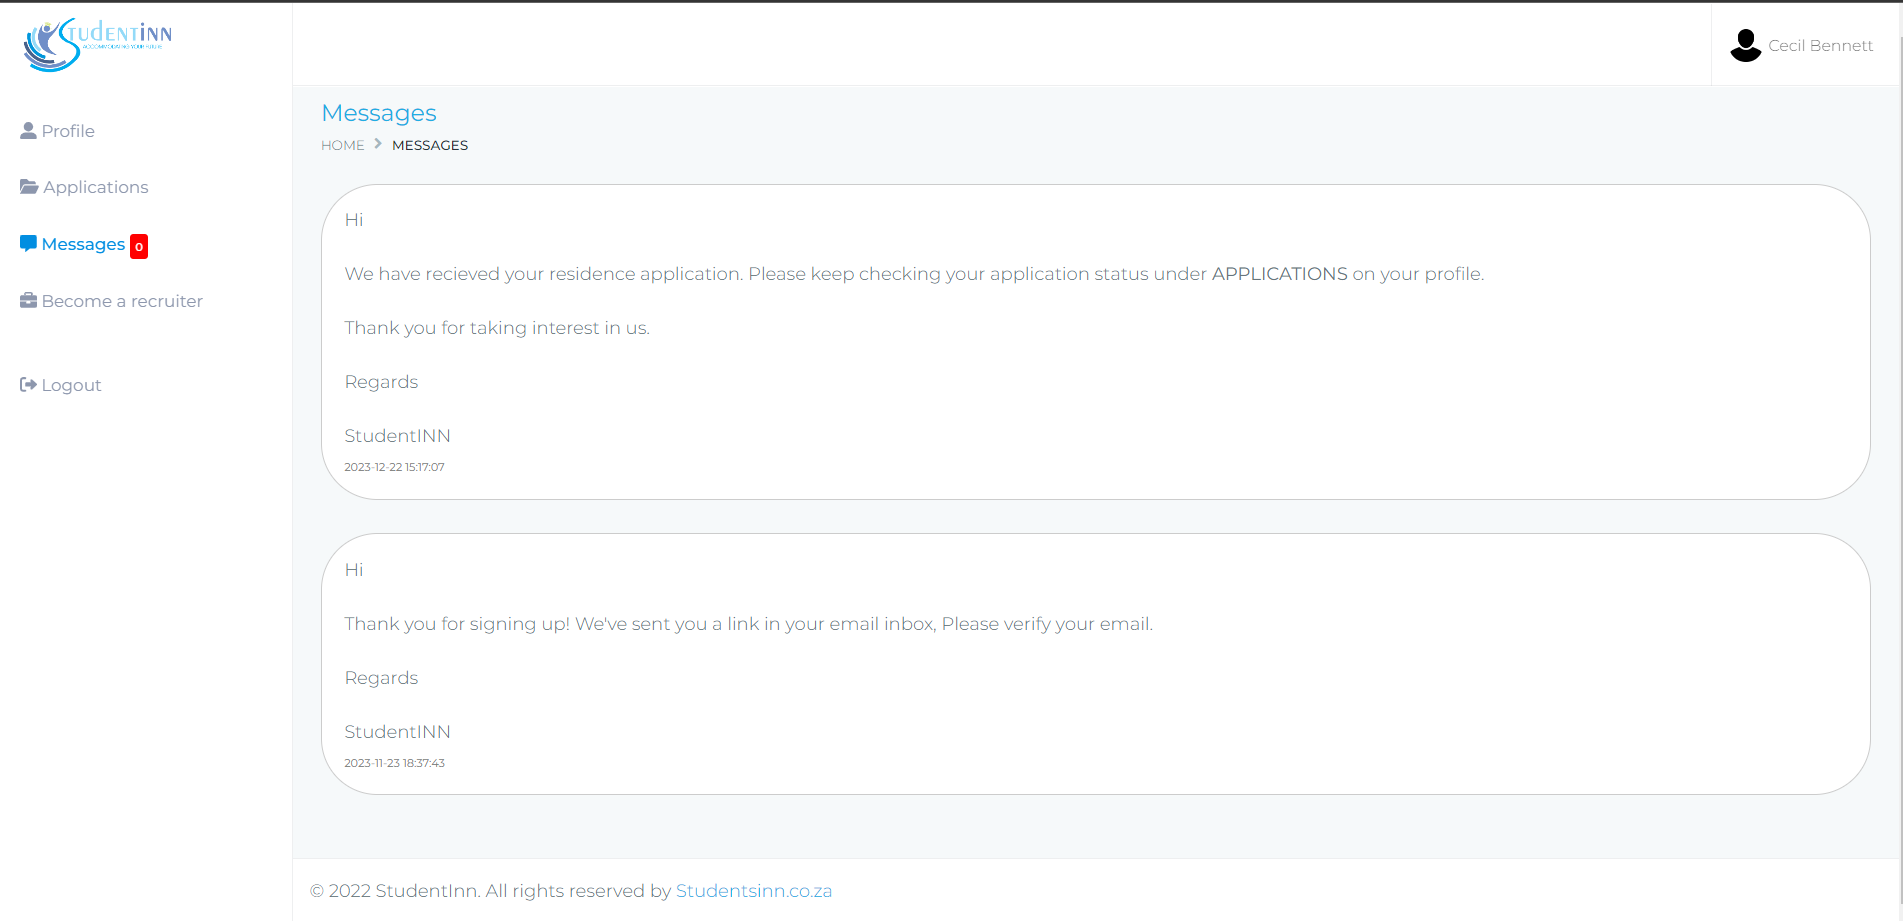 STUDENTINN
ACCOMMODATING YOUR FUTURE
Cecil Bennett
Profile
Applications
Messages 0
Become a recruiter
Logout
Messages
HOME > MESSAGES
Hi
We have recieved your residence application. Please keep checking your application status under APPLICATIONS on your profile.
Thank you for taking interest in us.
Regards
StudentINN
2023-12-22 15:17:07
Hi
Thank you for signing up! We've sent you a link in your email inbox, Please verify your email.
Regards
StudentINN
2023-11-23 18:37:43
© 2022 StudentInn. All rights reserved by Studentsinn.co.za